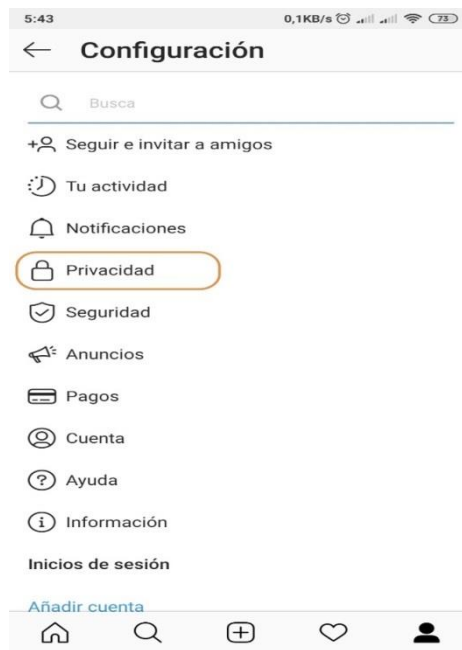 5:43 0,1KB/s 73
Configuración
Busca
Seguir e invitar a amigos
Tu actividad
Notificaciones
Privacidad
Seguridad
Anuncios
Pagos
Cuenta
Ayuda
Información
Inicios de sesión
Añadir cuenta